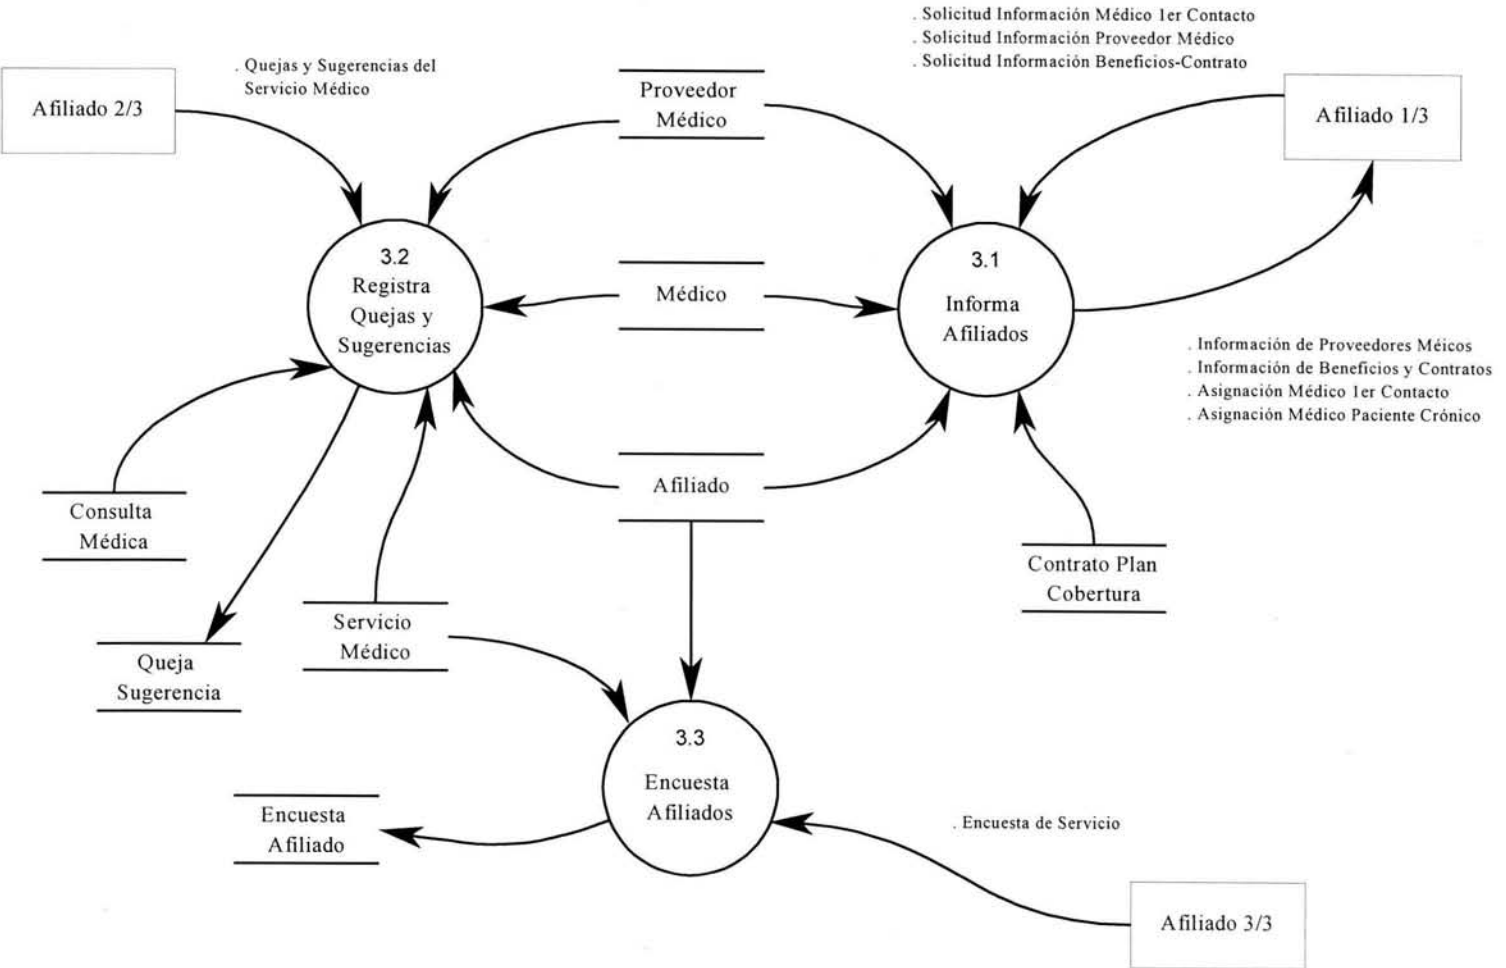 . Solicitud Información Médico 1er Contacto
. Solicitud Información Proveedor Médico
. Solicitud Información Beneficios-Contrato
. Quejas y Sugerencias del
Servicio Médico
Afiliado 2/3
Proveedor
Médico
Afiliado 1/3
3.2
Registra
Quejas y
Sugerencias
Médico
3.1
Informa
Afiliados
. Información de Proveedores Méicos
. Información de Beneficios y Contratos
. Asignación Médico 1er Contacto
. Asignación Médico Paciente Crónico
Afiliado
Consulta
Médica
Contrato Plan
Cobertura
Servicio
Médico
Queja
Sugerencia
3.3
Encuesta
Afiliados
Encuesta
Afiliado
. Encuesta de Servicio
Afiliado 3/3